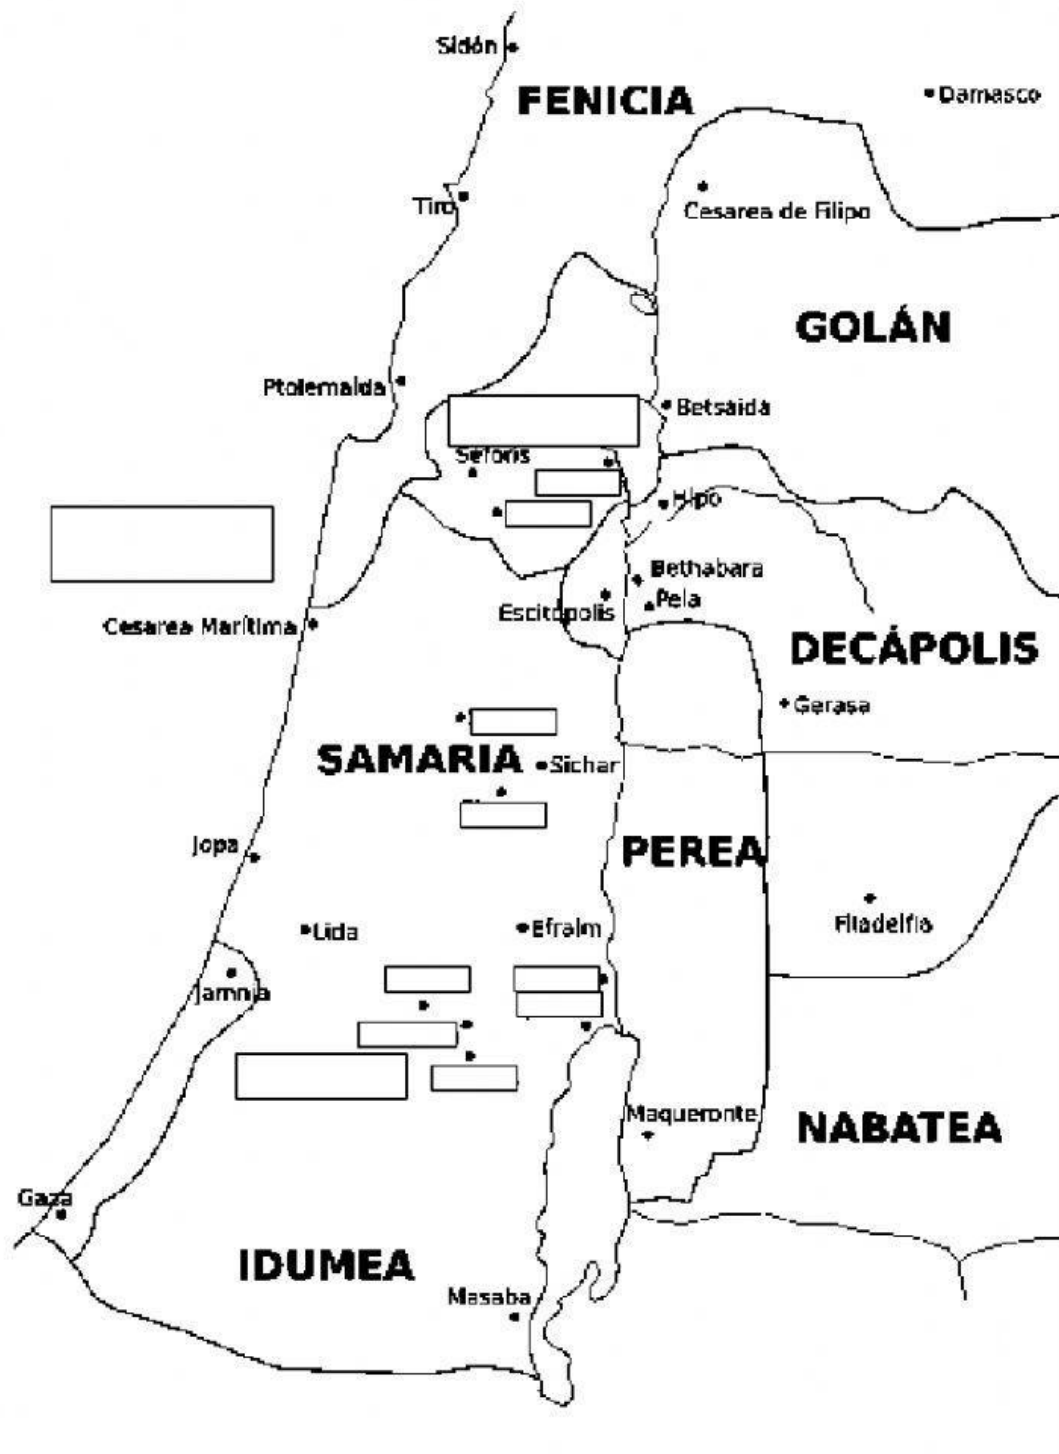 Sidón
FENICIA
Damasco
Tiro
Cesarea de Filipo
GOLÁN
Ptolemaida
Betsaida
Séforis
Hipo
Bethabara
Pela
Escitópolis
Cesarea Marítima
DECÁPOLIS
Gerasa
SAMARIA
Sichar
Jopa
PEREA
Filadelfia
Lida
Efraim
Jamnia
Maqueronte
NABATEA
Gaza
IDUMEA
Masaba